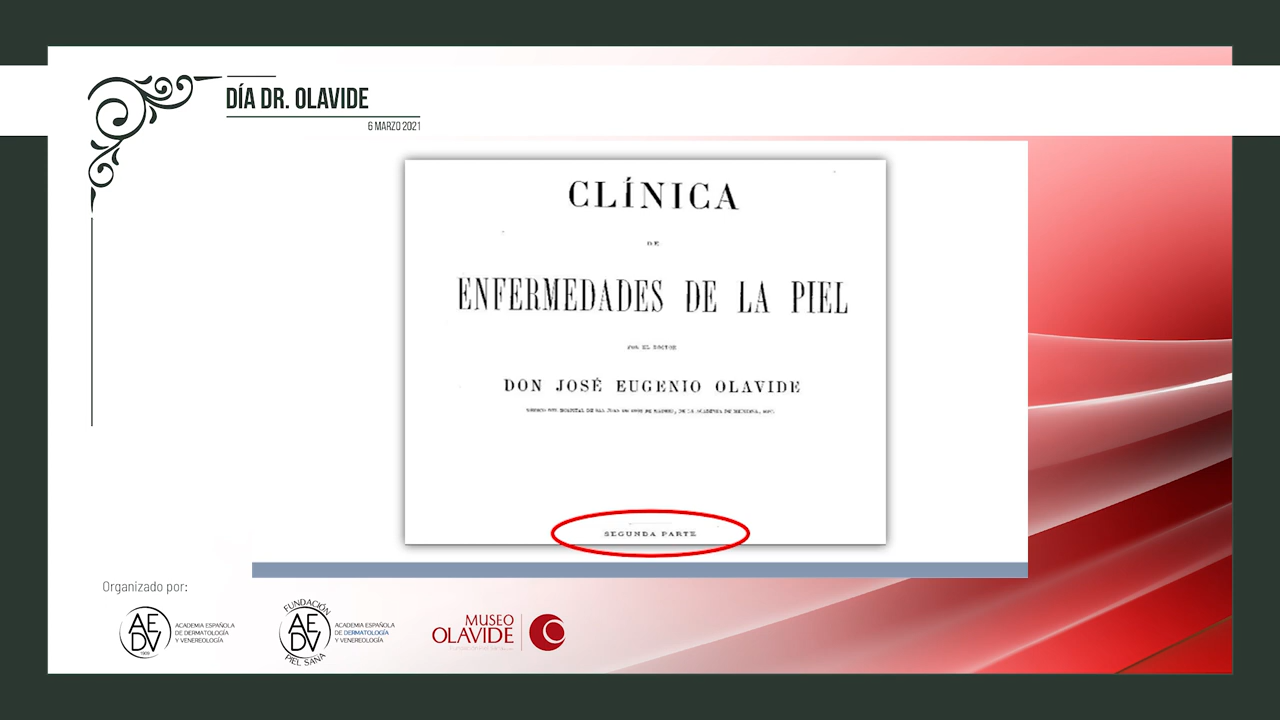 DÍA DR. OLAVIDE
6 MARZO 2021
CLÍNICA
DE
ENFERMEDADES DE LA PIEL
POR EL DOCTOR
DON JOSÉ EUGENIO OLAVIDE
SEGUNDA PARTE
Organizado por:
AEDV
1909
ACADEMIA ESPAÑOLA
DE DERMATOLOGÍA
Y VENEREOLOGÍA
FUNDACIÓN
AEDV
PIEL SANA
ACADEMIA ESPAÑOLA
DE DERMATOLOGÍA
Y VENEREOLOGÍA
MUSEO
OLAVIDE